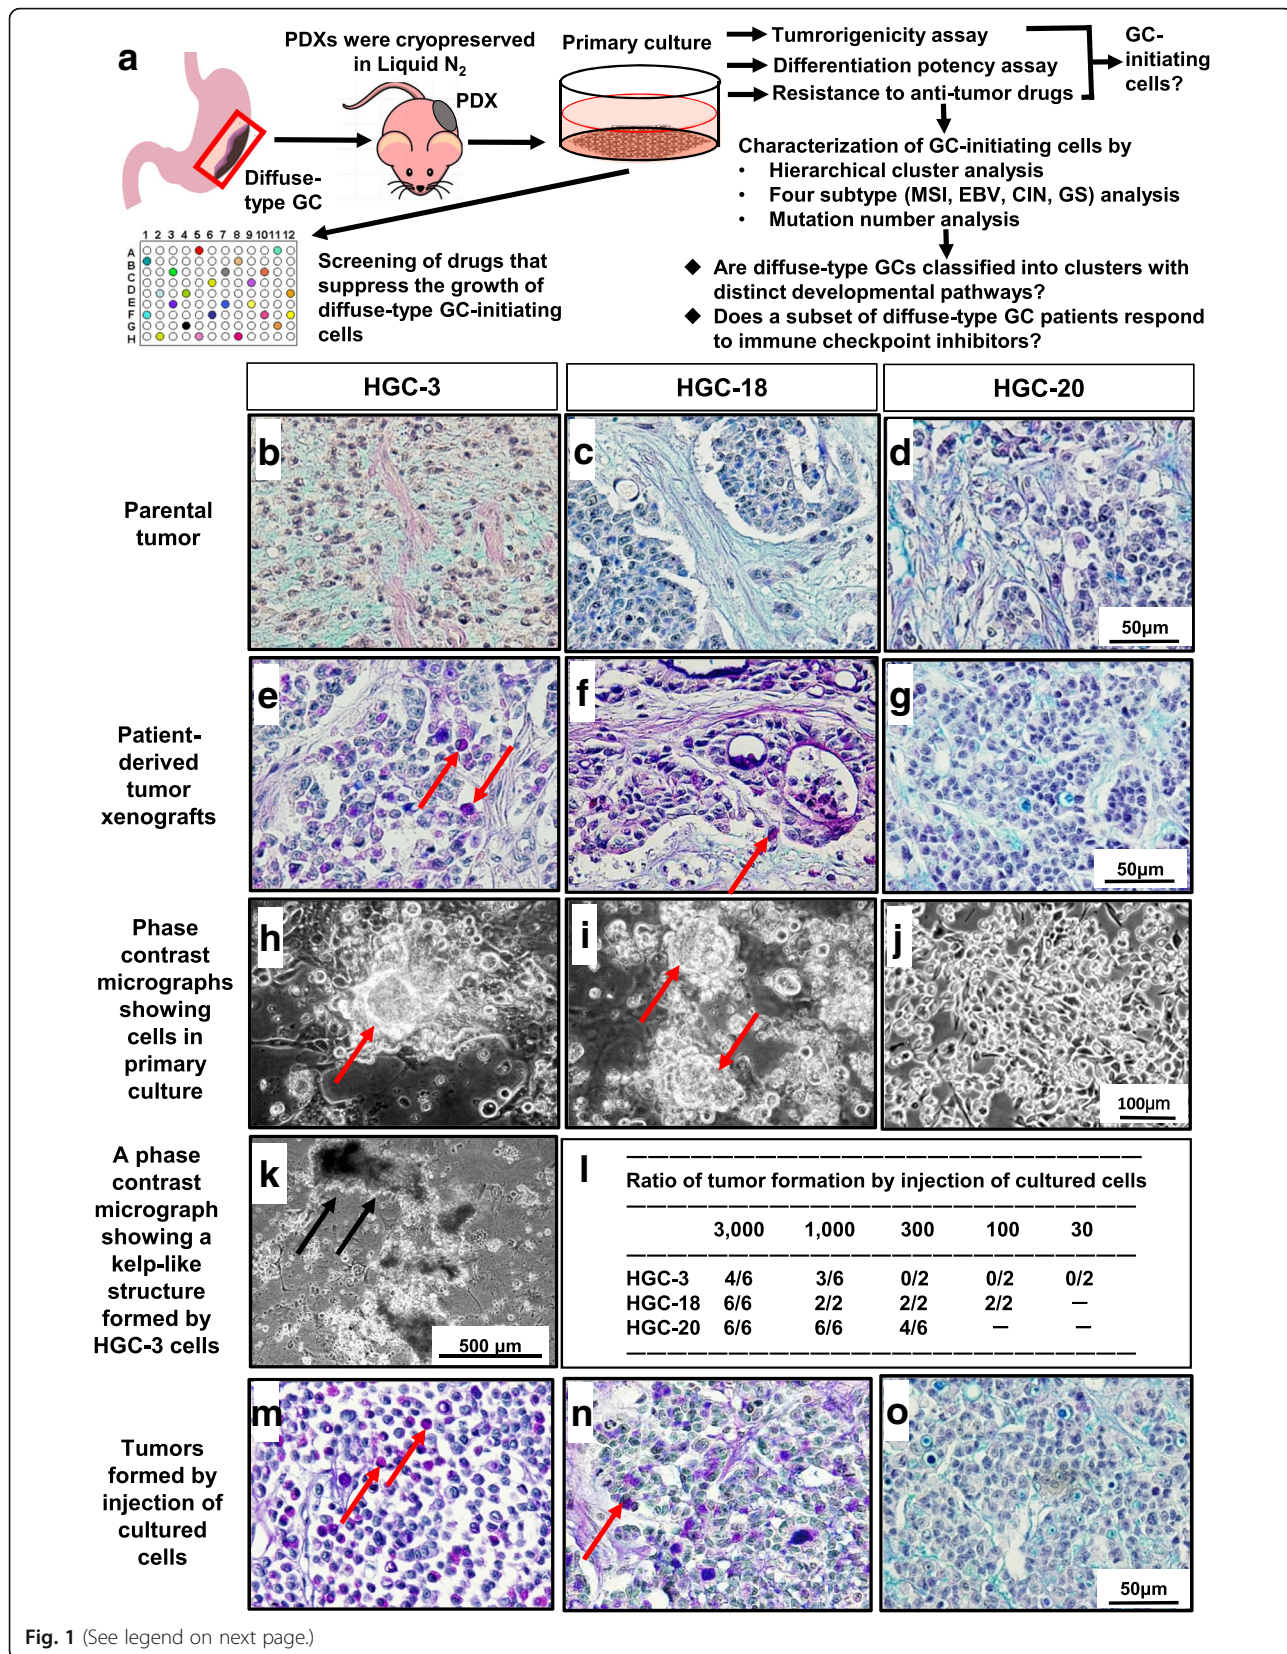 a
PDXs were cryopreserved
in Liquid N₂
PDX
Diffuse-
type GC
Primary culture
Tumrorigenicity assay
Differentiation potency assay
Resistance to anti-tumor drugs
GC-
initiating
cells?
Characterization of GC-initiating cells by
• Hierarchical cluster analysis
• Four subtype (MSI, EBV, CIN, GS) analysis
• Mutation number analysis
◆ Are diffuse-type GCs classified into clusters with
distinct developmental pathways?
◆ Does a subset of diffuse-type GC patients respond
to immune checkpoint inhibitors?
1 2 3 4 5 6 7 8 9 10 11 12
A
B
C
D
E
F
G
H
Screening of drugs that
suppress the growth of
diffuse-type GC-initiating
cells
HGC-3 HGC-18 HGC-20
Parental
tumor
b
c
d
50µm
Patient-
derived
tumor
xenografts
e
f
g
50µm
Phase
contrast
micrographs
showing
cells in
primary
culture
h
i
j
100µm
A phase
contrast
micrograph
showing a
kelp-like
structure
formed by
HGC-3 cells
k
500 µm
l
Ratio of tumor formation by injection of cultured cells
3,000 1,000 300 100 30
HGC-3 4/6 3/6 0/2 0/2 0/2
HGC-18 6/6 2/2 2/2 2/2 —
HGC-20 6/6 6/6 4/6 — —
Tumors
formed by
injection of
cultured
cells
m
n
o
50µm
Fig. 1 (See legend on next page.)